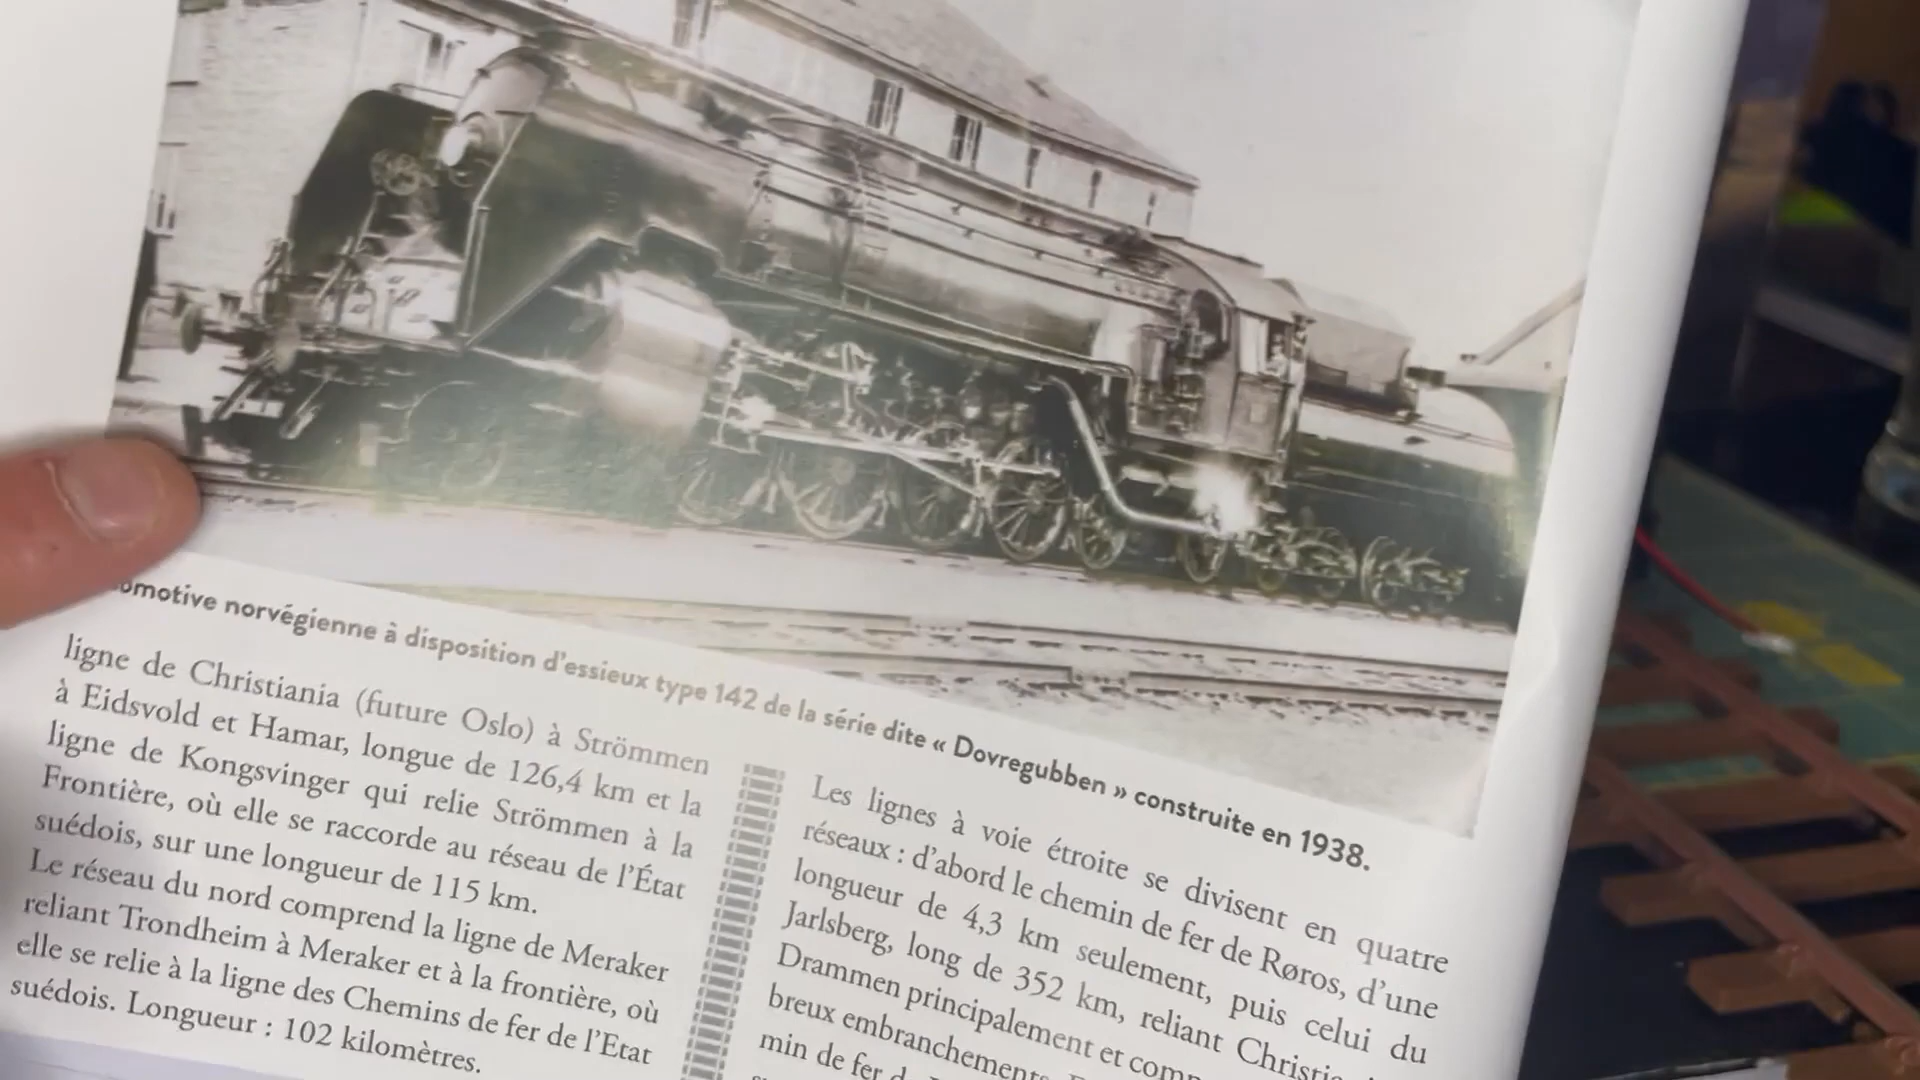 omotive norvégienne à disposition d'essieux type 142 de la série dite « Dovregubben » construite en 1938.
ligne de Christiania (future Oslo) à Strömmen
à Eidsvold et Hamar, longue de 126,4 km et la
ligne de Kongsvinger qui relie Strömmen à la
Frontière, où elle se raccorde au réseau de l'État
suédois, sur une longueur de 115 km.
Le réseau du nord comprend la ligne de Meraker
reliant Trondheim à Meraker et à la frontière, où
elle se relie à la ligne des Chemins de fer de l'Etat
suédois. Longueur : 102 kilomètres.
Les lignes à voie étroite se divisent en quatre
réseaux : d'abord le chemin de fer de Røros, d'une
longueur de 4,3 km seulement, puis celui du
Jarlsberg, long de 352 km, reliant Christi
Drammen principalement et comp
breux embranchements
min de fer d